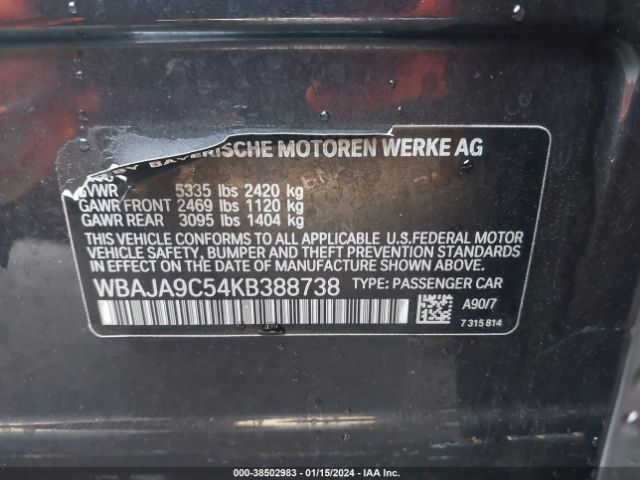 BY BAYERISCHE MOTOREN WERKE AG
GVWR 5335 lbs 2420 kg
GAWR FRONT 2469 lbs 1120 kg
GAWR REAR 3095 lbs 1404 kg
THIS VEHICLE CONFORMS TO ALL APPLICABLE U.S.FEDERAL MOTOR
VEHICLE SAFETY, BUMPER AND THEFT PREVENTION STANDARDS
IN EFFECT ON THE DATE OF MANUFACTURE SHOWN ABOVE.
WBAJA9C54KB388738 TYPE: PASSENGER CAR
A90/7
7 315 814
000-38502983 - 01/15/2024 - IAA Inc.